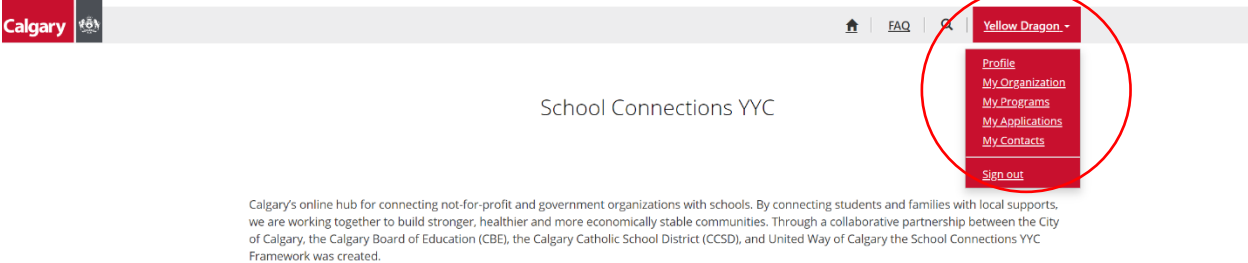 Calgary
FAQ
Yellow Dragon
Profile
My Organization
My Programs
My Applications
My Contacts
Sign out
School Connections YYC
Calgary's online hub for connecting not-for-profit and government organizations with schools. By connecting students and families with local supports,
we are working together to build stronger, healthier and more economically stable communities. Through a collaborative partnership between the City
of Calgary, the Calgary Board of Education (CBE), the Calgary Catholic School District (CCSD), and United Way of Calgary the School Connections YYC
Framework was created.